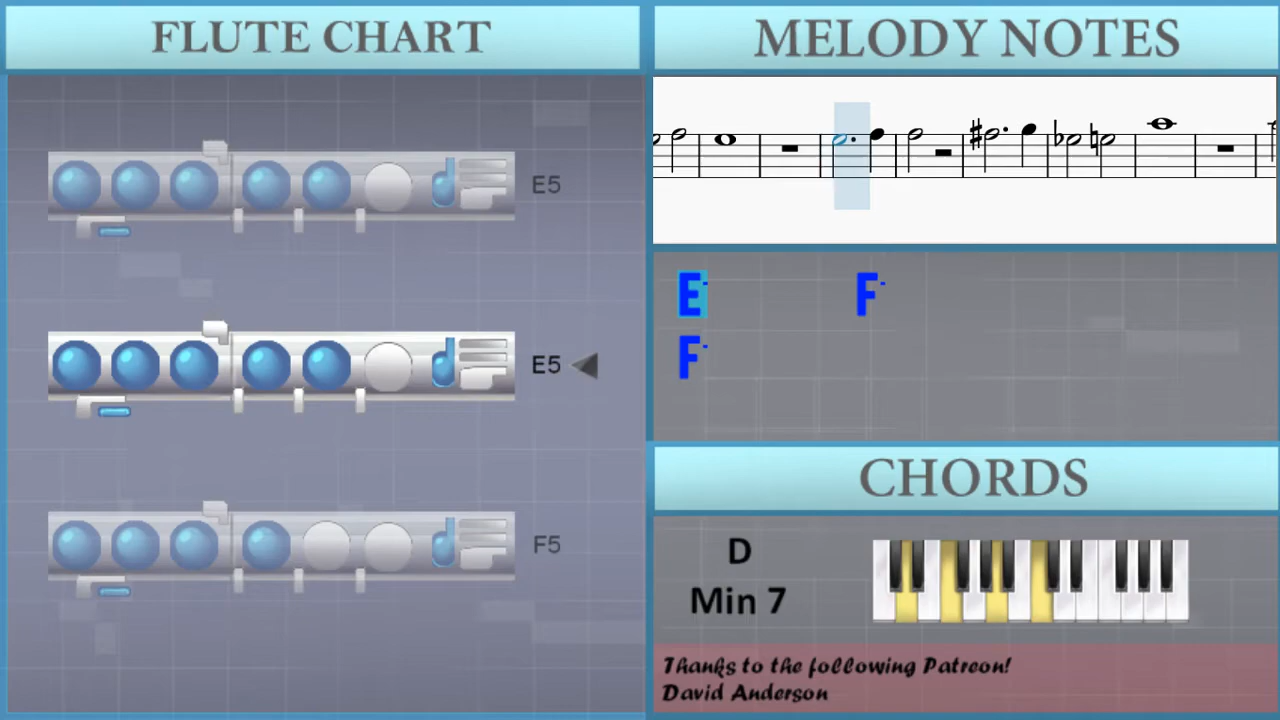 FLUTE CHART
E5
E5
F5
MELODY NOTES
E· F·
F·
CHORDS
D
Min 7
Thanks to the following Patreon!
David Anderson